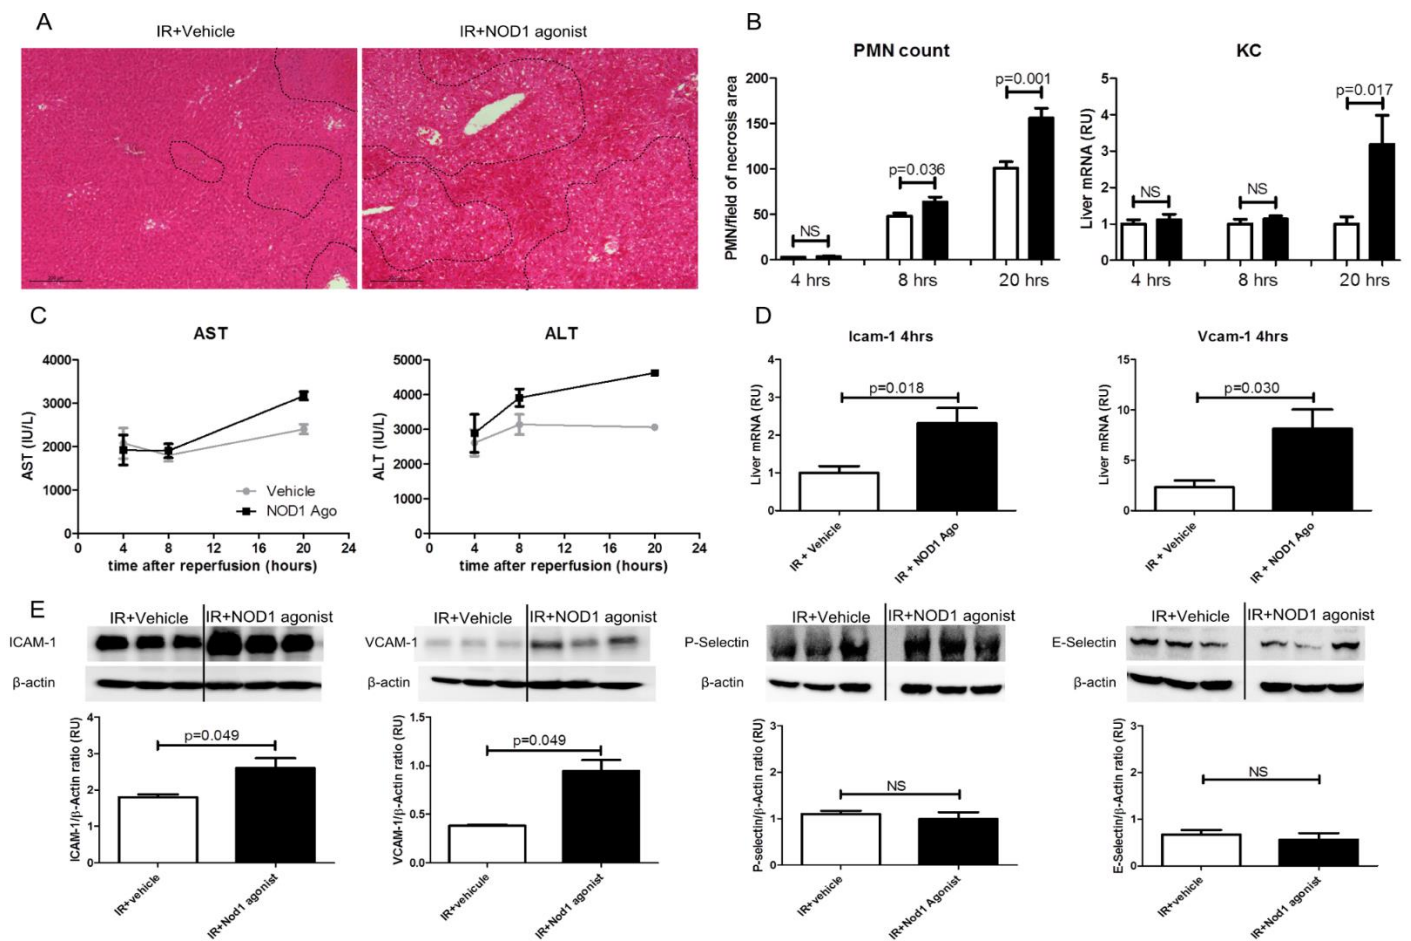 A
IR+Vehicle
IR+NOD1 agonist
B
PMN count
PMN/field of necrosis area
200
150
100
50
0
NS
p=0.036
p=0.001
4 hrs
8 hrs
20 hrs
KC
Liver mRNA (RU)
5
4
3
2
1
0
NS
NS
p=0.017
4 hrs
8 hrs
20 hrs
C
AST
AST (IU/L)
4000
3000
2000
1000
0
Vehicle
NOD1 Ago
0 4 8 12 16 20 24
time after reperfusion (hours)
ALT
ALT (IU/L)
5000
4000
3000
2000
1000
0
0 4 8 12 16 20 24
time after reperfusion (hours)
D
Icam-1 4hrs
Liver mRNA (RU)
4
3
2
1
0
p=0.018
IR + Vehicle
IR + NOD1 Ago
Vcam-1 4hrs
Liver mRNA (RU)
15
10
5
0
p=0.030
IR + Vehicle
IR + NOD1 Ago
E
IR+Vehicle
IR+NOD1 agonist
ICAM-1
β-actin
ICAM-1/β-Actin ratio (RU)
4
3
2
1
0
p=0.049
IR+vehicle
IR+Nod1 agonist
IR+Vehicle
IR+NOD1 agonist
VCAM-1
β-actin
VCAM-1/β-Actin ratio (RU)
1.5
1.0
0.5
0.0
p=0.049
IR+vehicule
IR+Nod1 agonist
IR+Vehicle
IR+NOD1 agonist
P-Selectin
β-actin
P-selectin/β-Actin ratio (RU)
3
2
1
0
NS
IR+vehicle
IR+Nod1 Agonist
IR+Vehicle
IR+NOD1 agonist
E-Selectin
β-actin
E-Selectin/β-Actin ratio (RU)
3
2
1
0
NS
IR+vehicle
IR+Nod1 agonist